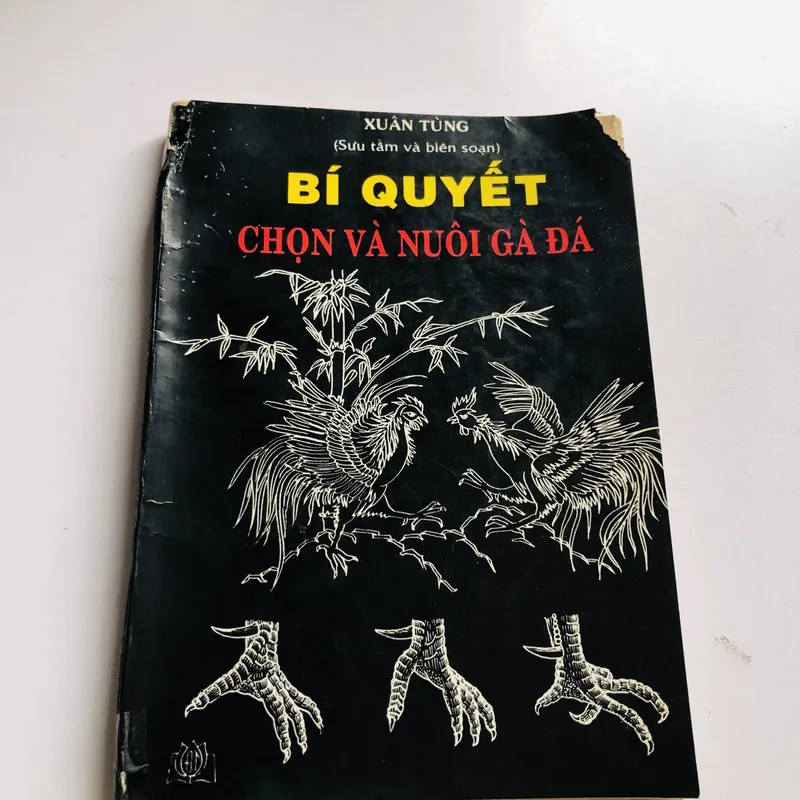 XUÂN TÙNG
(Sưu tầm và biên soạn)
BÍ QUYẾT
CHỌN VÀ NUÔI GÀ ĐÁ